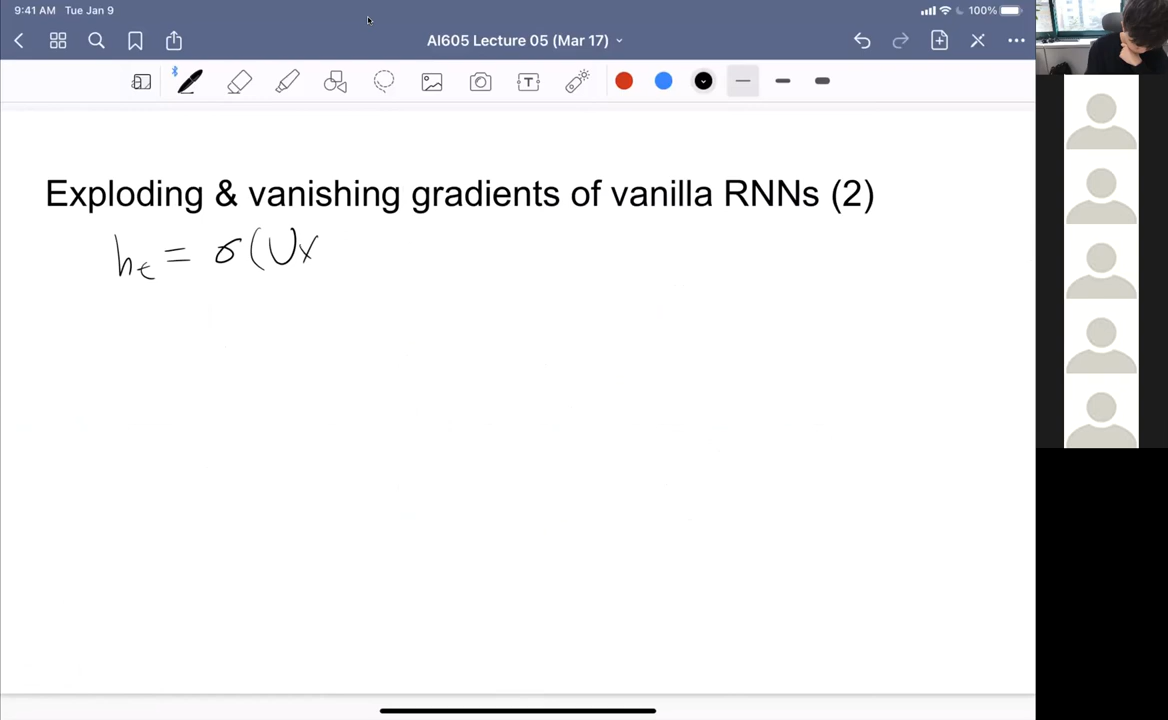 9:41 AM Tue Jan 9
100%
AI605 Lecture 05 (Mar 17)
T
Exploding & vanishing gradients of vanilla RNNs (2)
h_t = σ(Ux